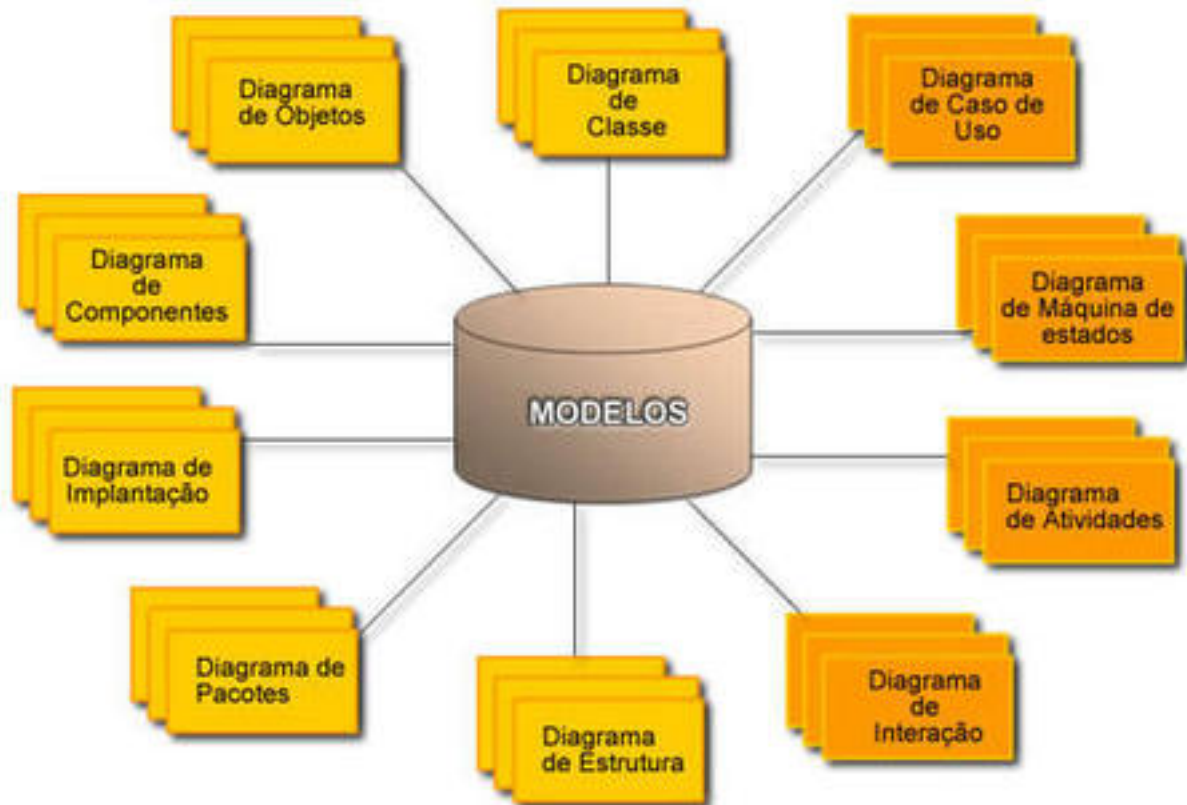 Diagrama
de Objetos
Diagrama
de
Classe
Diagrama
de Caso de
Uso
Diagrama
de
Componentes
Diagrama
de Máquina de
estados
MODELOS
Diagrama de
Implantação
Diagrama
de Atividades
Diagrama de
Pacotes
Diagrama
de Estrutura
Diagrama
de
Interação